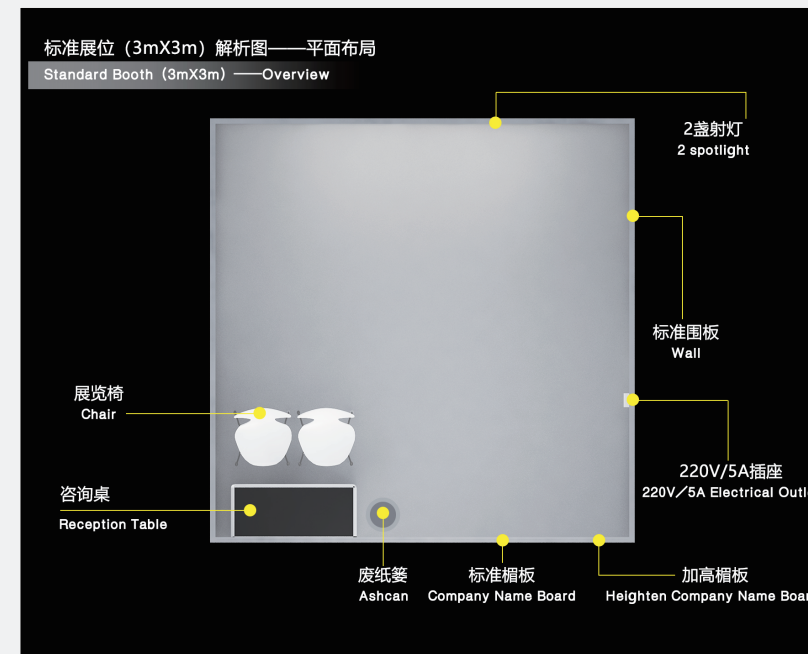 标准展位（3mX3m）解析图——平面布局
Standard Booth（3mX3m）——Overview
2盏射灯
2 spotlight
标准围板
Wall
展览椅
Chair
220V/5A插座
220V／5A Electrical Outl
咨询桌
Reception Table
废纸篓
Ashcan
标准楣板
Company Name Board
加高楣板
Heighten Company Name Boar